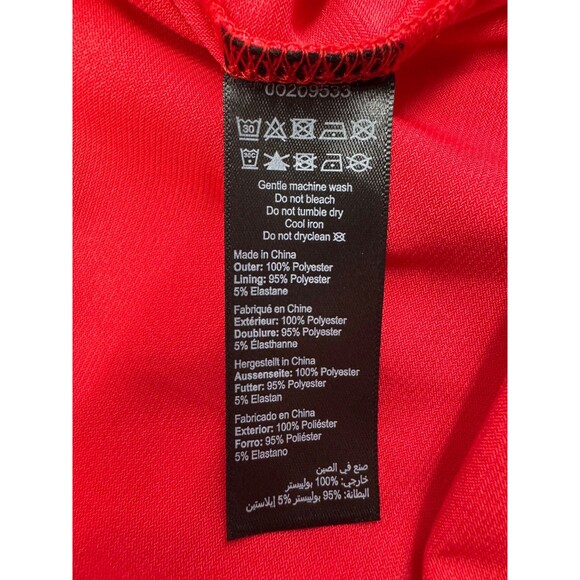 00209533
30
30C
Gentle machine wash
Do not bleach
Do not tumble dry
Cool iron
Do not dryclean
Made in China
Outer: 100% Polyester
Lining: 95% Polyester
5% Elastane
Fabriqué en Chine
Extérieur: 100% Polyester
Doublure: 95% Polyester
5% Élasthanne
Hergestellt in China
Aussenseite: 100% Polyester
Futter: 95% Polyester
5% Elastan
Fabricado en China
Exterior: 100% Poliéster
Forro: 95% Poliéster
5% Elastano
صنع في الصين
خارجي: 100% بوليستر
البطانة: 95% بوليستر 5% إيلاستين